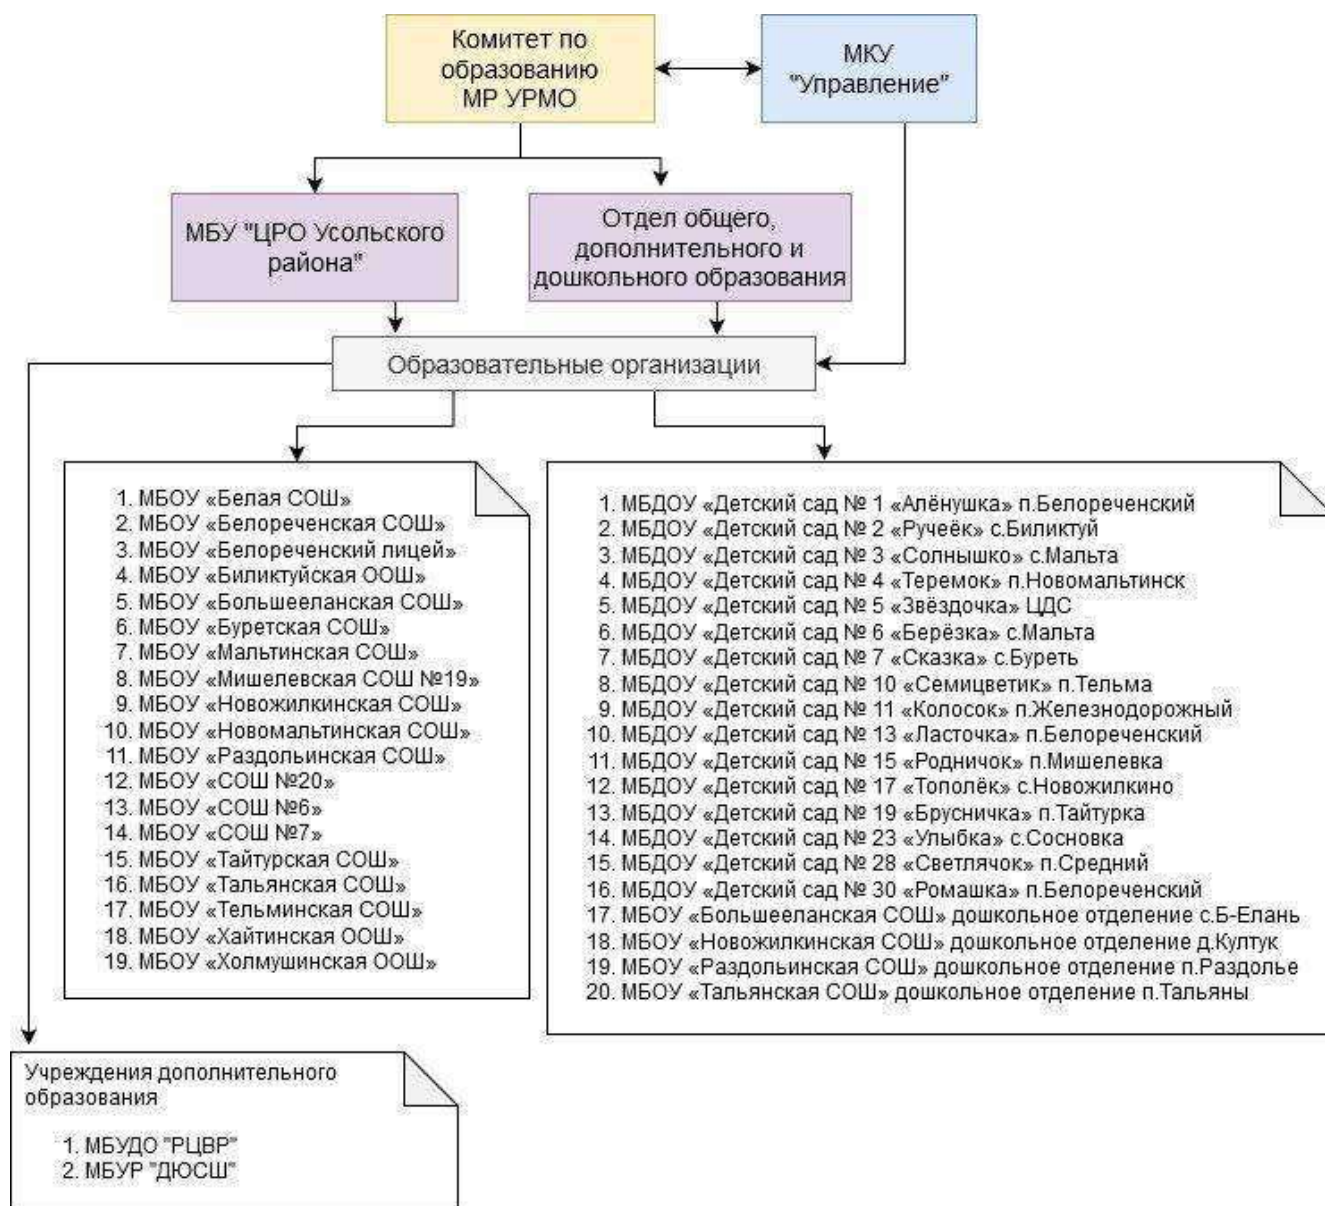 Комитет по
образованию
МР УРМО
МКУ
"Управление"
МБУ "ЦРО Усольского
района"
Отдел общего,
дополнительного и
дошкольного образования
Образовательные организации
1. МБОУ «Белая СОШ»
2. МБОУ «Белореченская СОШ»
3. МБОУ «Белореченский лицей»
4. МБОУ «Биликтуйская ООШ»
5. МБОУ «Большееланская СОШ»
6. МБОУ «Буретская СОШ»
7. МБОУ «Мальтинская СОШ»
8. МБОУ «Мишелевская СОШ №19»
9. МБОУ «Новожилкинская СОШ»
10. МБОУ «Новомальтинская СОШ»
11. МБОУ «Раздольинская СОШ»
12. МБОУ «СОШ №20»
13. МБОУ «СОШ №6»
14. МБОУ «СОШ №7»
15. МБОУ «Тайтурская СОШ»
16. МБОУ «Тальянская СОШ»
17. МБОУ «Тельминская СОШ»
18. МБОУ «Хайтинская ООШ»
19. МБОУ «Холмушинская ООШ»
1. МБДОУ «Детский сад № 1 «Алёнушка» п.Белореченский
2. МБДОУ «Детский сад № 2 «Ручеёк» с.Биликтуй
3. МБДОУ «Детский сад № 3 «Солнышко» с.Мальта
4. МБДОУ «Детский сад № 4 «Теремок» п.Новомальтинск
5. МБДОУ «Детский сад № 5 «Звёздочка» ЦДС
6. МБДОУ «Детский сад № 6 «Берёзка» с.Мальта
7. МБДОУ «Детский сад № 7 «Сказка» с.Буреть
8. МБДОУ «Детский сад № 10 «Семицветик» п.Тельма
9. МБДОУ «Детский сад № 11 «Колосок» п.Железнодорожный
10. МБДОУ «Детский сад № 13 «Ласточка» п.Белореченский
11. МБДОУ «Детский сад № 15 «Родничок» п.Мишелевка
12. МБДОУ «Детский сад № 17 «Тополёк» с.Новожилкино
13. МБДОУ «Детский сад № 19 «Брусничка» п.Тайтурка
14. МБДОУ «Детский сад № 23 «Улыбка» с.Сосновка
15. МБДОУ «Детский сад № 28 «Светлячок» п.Средний
16. МБДОУ «Детский сад № 30 «Ромашка» п.Белореченский
17. МБОУ «Большееланская СОШ» дошкольное отделение с.Б-Елань
18. МБОУ «Новожилкинская СОШ» дошкольное отделение д.Култук
19. МБОУ «Раздольинская СОШ» дошкольное отделение п.Раздолье
20. МБОУ «Тальянская СОШ» дошкольное отделение п.Тальяны
Учреждения дополнительного
образования
1. МБУДО "РЦВР"
2. МБУР "ДЮСШ"